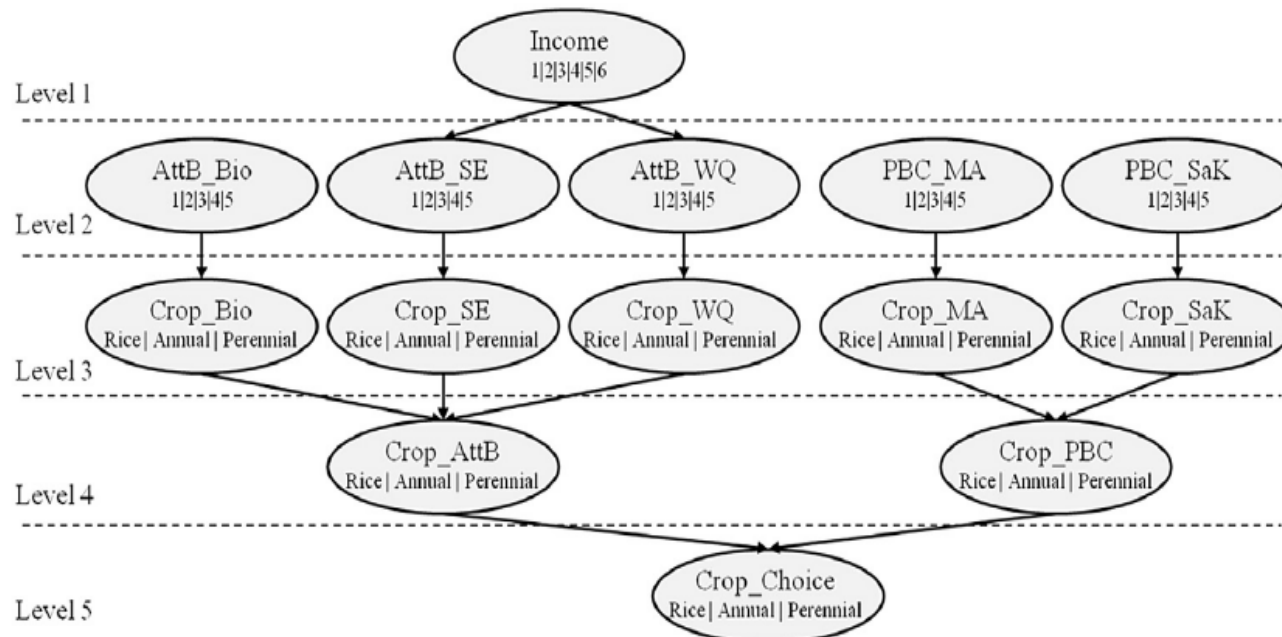 Income
1|2|3|4|5|6
Level 1
AttB_Bio
1|2|3|4|5
AttB_SE
1|2|3|4|5
AttB_WQ
1|2|3|4|5
PBC_MA
1|2|3|4|5
PBC_SaK
1|2|3|4|5
Level 2
Crop_Bio
Rice | Annual | Perennial
Crop_SE
Rice | Annual | Perennial
Crop_WQ
Rice | Annual | Perennial
Crop_MA
Rice | Annual | Perennial
Crop_SaK
Rice | Annual | Perennial
Level 3
Crop_AttB
Rice | Annual | Perennial
Crop_PBC
Rice | Annual | Perennial
Level 4
Crop_Choice
Rice | Annual | Perennial
Level 5